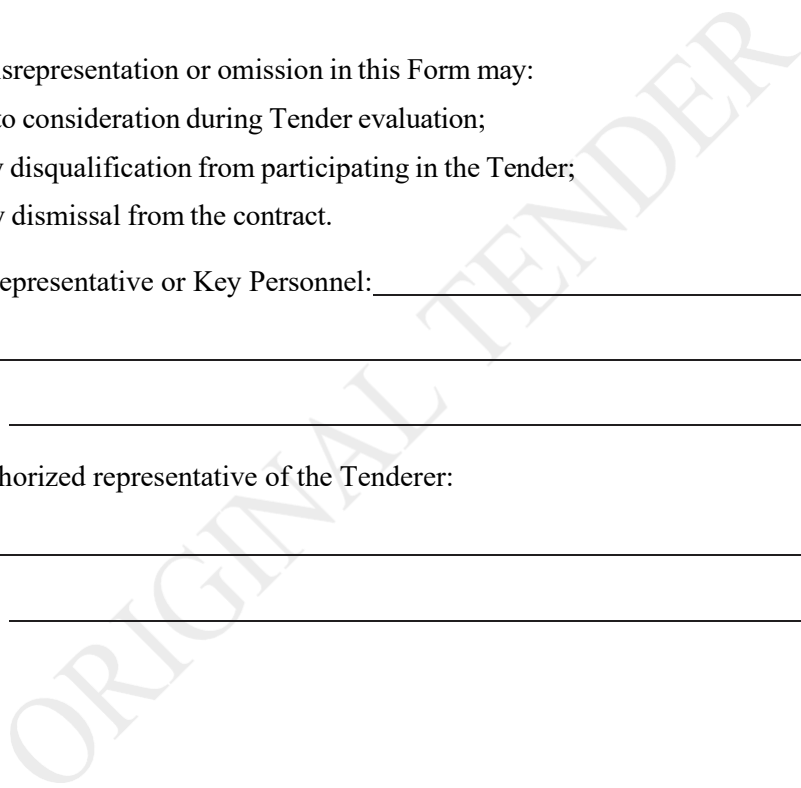 srepresentation or omission in this Form may:
to consideration during Tender evaluation;
disqualification from participating in the Tender;
dismissal from the contract.
epresentative or Key Personnel:
horized representative of the Tenderer:
ORIGINAL TENDER